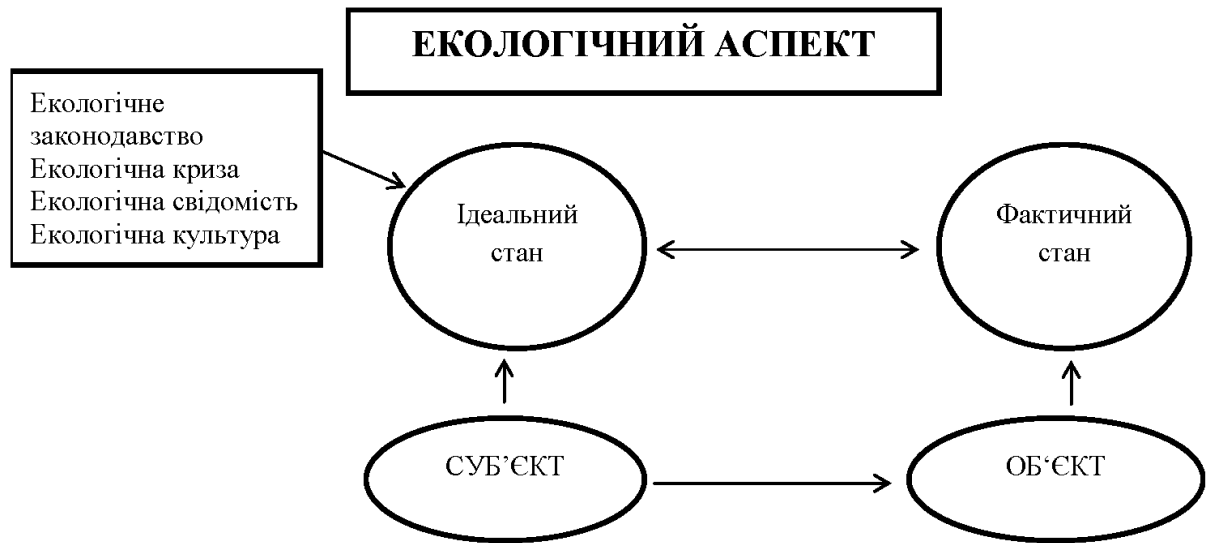 ЕКОЛОГІЧНИЙ АСПЕКТ
Екологічне
законодавство
Екологічна криза
Екологічна свідомість
Екологічна культура
Ідеальний
стан
Фактичний
стан
СУБ’ЄКТ
ОБ‘ЄКТ